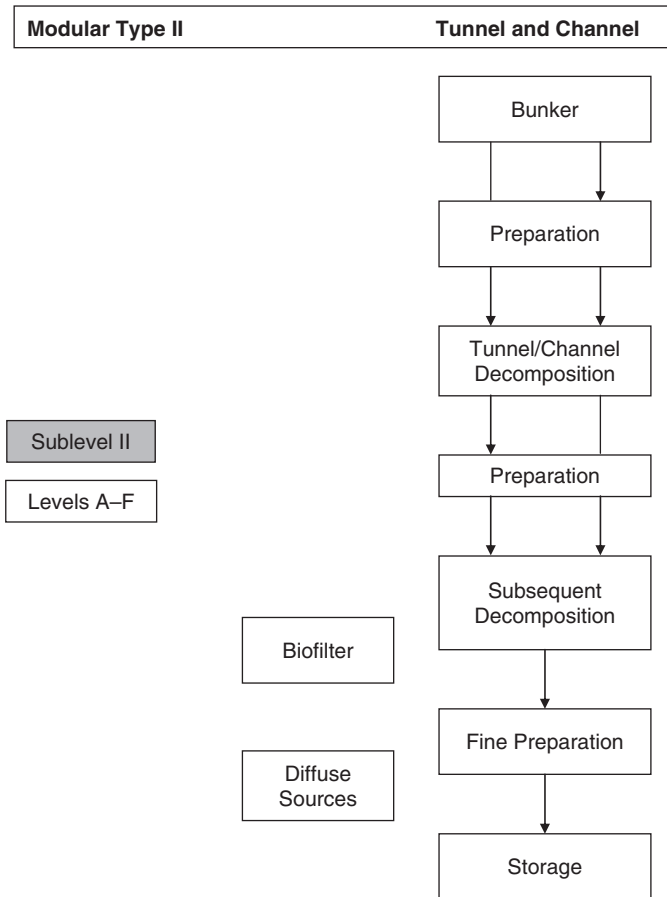 Modular Type II
Tunnel and Channel
Bunker
Preparation
Tunnel/Channel
Decomposition
Sublevel II
Preparation
Levels A–F
Subsequent
Decomposition
Biofilter
Fine Preparation
Diffuse
Sources
Storage